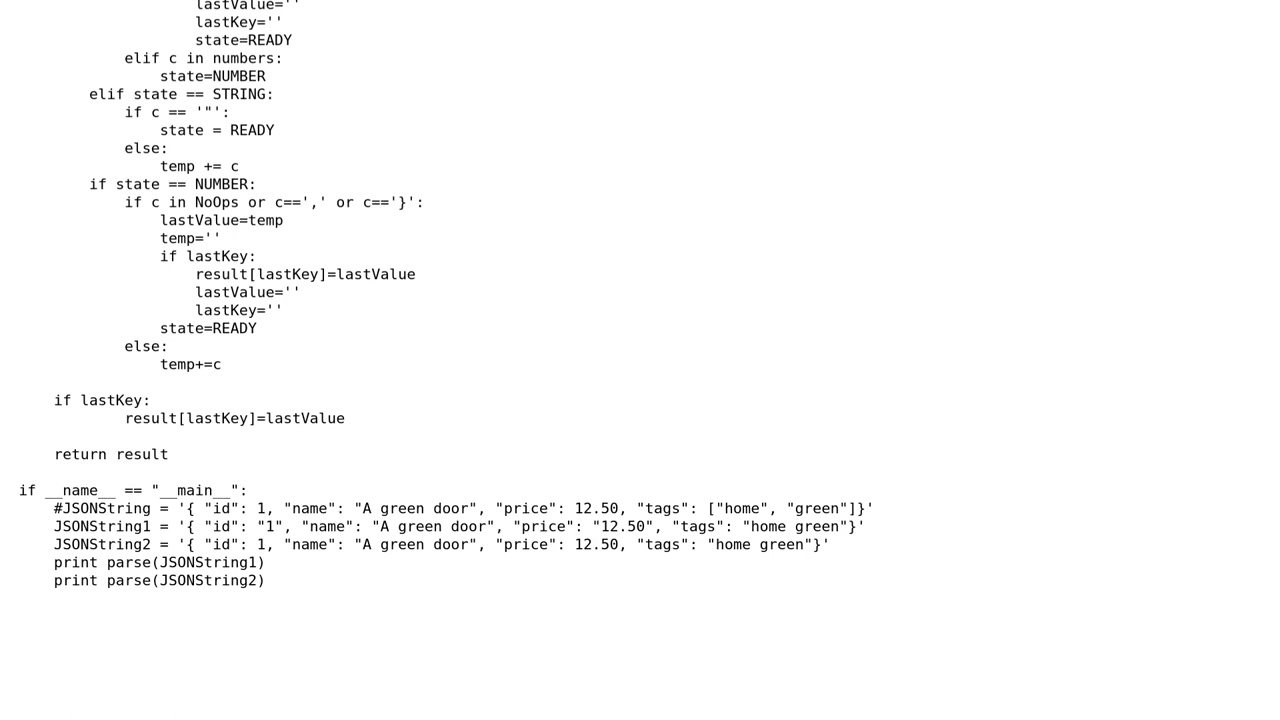 lastValue=''
lastKey=''
state=READY
elif c in numbers:
state=NUMBER
elif state == STRING:
if c == '"':
state = READY
else:
temp += c
if state == NUMBER:
if c in NoOps or c==',' or c=='}':
lastValue=temp
temp=''
if lastKey:
result[lastKey]=lastValue
lastValue=''
lastKey=''
state=READY
else:
temp+=c
if lastKey:
result[lastKey]=lastValue
return result
if __name__ == "__main__":
#JSONString = '{ "id": 1, "name": "A green door", "price": 12.50, "tags": ["home", "green"]}'
JSONString1 = '{ "id": "1", "name": "A green door", "price": "12.50", "tags": "home green"}'
JSONString2 = '{ "id": 1, "name": "A green door", "price": 12.50, "tags": "home green"}'
print parse(JSONString1)
print parse(JSONString2)